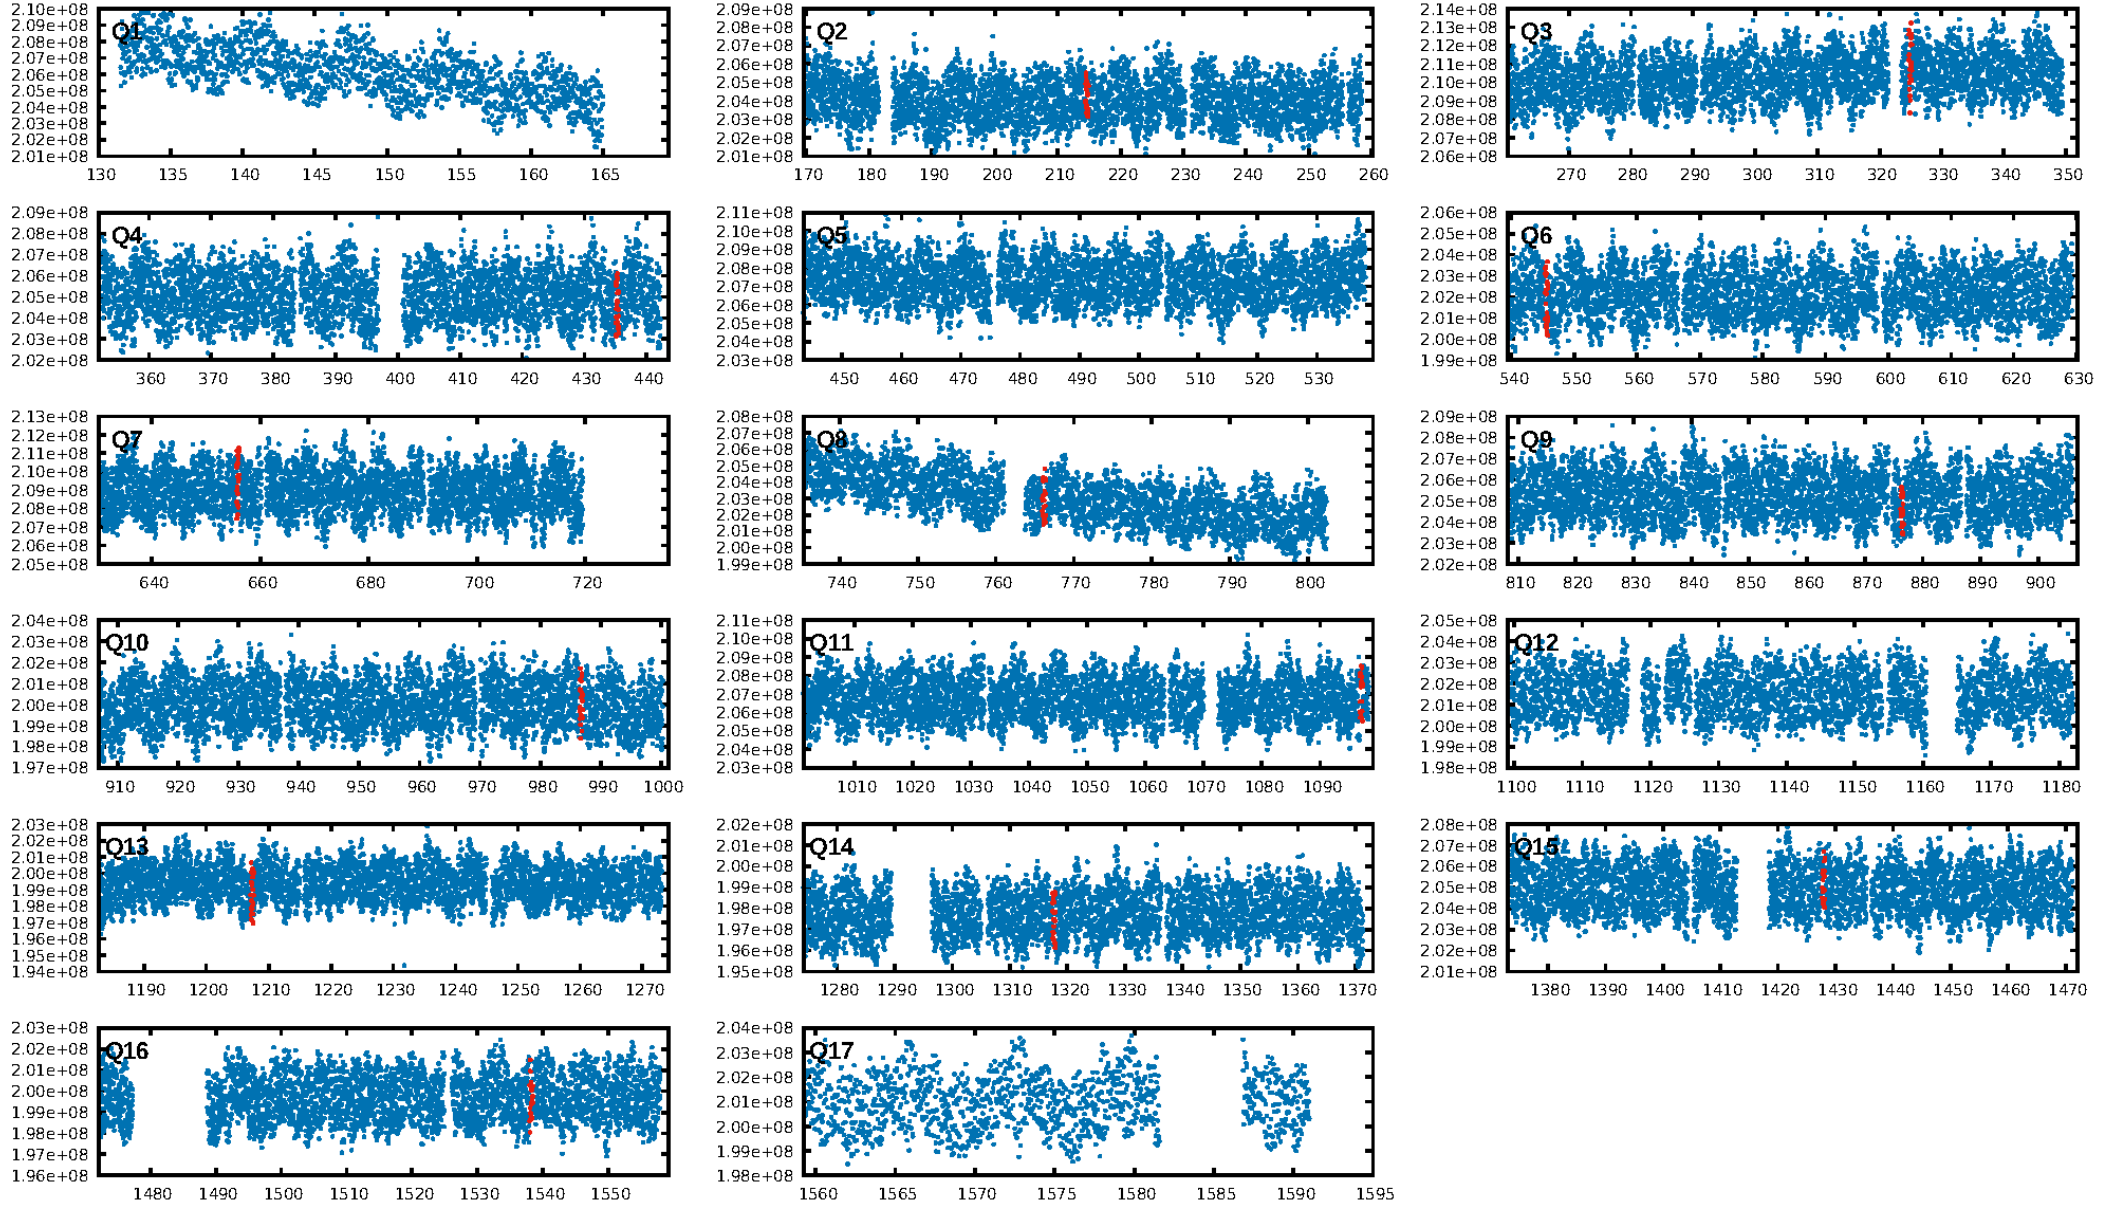 Q1
2.10e+08
2.09e+08
2.08e+08
2.07e+08
2.06e+08
2.05e+08
2.04e+08
2.03e+08
2.02e+08
2.01e+08
130 135 140 145 150 155 160 165
Q2
2.09e+08
2.08e+08
2.07e+08
2.06e+08
2.05e+08
2.04e+08
2.03e+08
2.02e+08
2.01e+08
170 180 190 200 210 220 230 240 250 260
Q3
2.14e+08
2.13e+08
2.12e+08
2.11e+08
2.10e+08
2.09e+08
2.08e+08
2.07e+08
2.06e+08
270 280 290 300 310 320 330 340 350
Q4
2.09e+08
2.08e+08
2.07e+08
2.06e+08
2.05e+08
2.04e+08
2.03e+08
2.02e+08
360 370 380 390 400 410 420 430 440
Q5
2.11e+08
2.10e+08
2.09e+08
2.08e+08
2.07e+08
2.06e+08
2.05e+08
2.04e+08
2.03e+08
450 460 470 480 490 500 510 520 530
Q6
2.06e+08
2.05e+08
2.04e+08
2.03e+08
2.02e+08
2.01e+08
2.00e+08
1.99e+08
540 550 560 570 580 590 600 610 620 630
Q7
2.13e+08
2.12e+08
2.11e+08
2.10e+08
2.09e+08
2.08e+08
2.07e+08
2.06e+08
2.05e+08
640 660 680 700 720
Q8
2.08e+08
2.07e+08
2.06e+08
2.05e+08
2.04e+08
2.03e+08
2.02e+08
2.01e+08
2.00e+08
1.99e+08
740 750 760 770 780 790 800
Q9
2.09e+08
2.08e+08
2.07e+08
2.06e+08
2.05e+08
2.04e+08
2.03e+08
2.02e+08
810 820 830 840 850 860 870 880 890 900
Q10
2.04e+08
2.03e+08
2.02e+08
2.01e+08
2.00e+08
1.99e+08
1.98e+08
1.97e+08
910 920 930 940 950 960 970 980 990 1000
Q11
2.11e+08
2.10e+08
2.09e+08
2.08e+08
2.07e+08
2.06e+08
2.05e+08
2.04e+08
2.03e+08
1010 1020 1030 1040 1050 1060 1070 1080 1090
Q12
2.05e+08
2.04e+08
2.03e+08
2.02e+08
2.01e+08
2.00e+08
1.99e+08
1.98e+08
1100 1110 1120 1130 1140 1150 1160 1170 1180
Q13
2.03e+08
2.02e+08
2.01e+08
2.00e+08
1.99e+08
1.98e+08
1.97e+08
1.96e+08
1.95e+08
1.94e+08
1190 1200 1210 1220 1230 1240 1250 1260 1270
Q14
2.02e+08
2.01e+08
2.00e+08
1.99e+08
1.98e+08
1.97e+08
1.96e+08
1.95e+08
1280 1290 1300 1310 1320 1330 1340 1350 1360 1370
Q15
2.08e+08
2.07e+08
2.06e+08
2.05e+08
2.04e+08
2.03e+08
2.02e+08
2.01e+08
1380 1390 1400 1410 1420 1430 1440 1450 1460 1470
Q16
2.03e+08
2.02e+08
2.01e+08
2.00e+08
1.99e+08
1.98e+08
1.97e+08
1.96e+08
1480 1490 1500 1510 1520 1530 1540 1550
Q17
2.04e+08
2.03e+08
2.02e+08
2.01e+08
2.00e+08
1.99e+08
1.98e+08
1560 1565 1570 1575 1580 1585 1590 1595